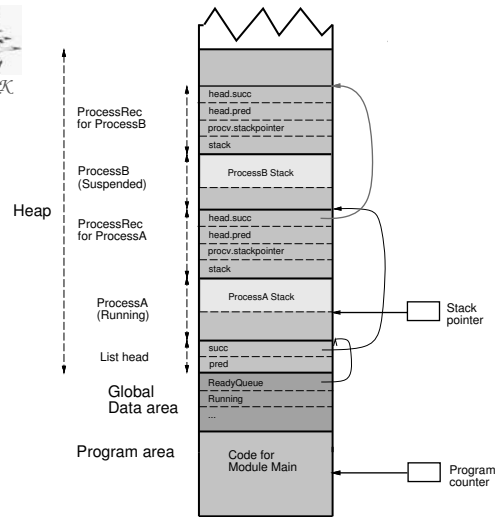 K
head.succ
head.pred
procv.stackpointer
stack
ProcessRec
for ProcessB
ProcessB Stack
ProcessB
(Suspended)
Heap
head.succ
head.pred
procv.stackpointer
stack
ProcessRec
for ProcessA
ProcessA Stack
ProcessA
(Running)
Stack
pointer
List head
succ
pred
Global
Data area
ReadyQueue
Running
...
Program area
Code for
Module Main
Program
counter